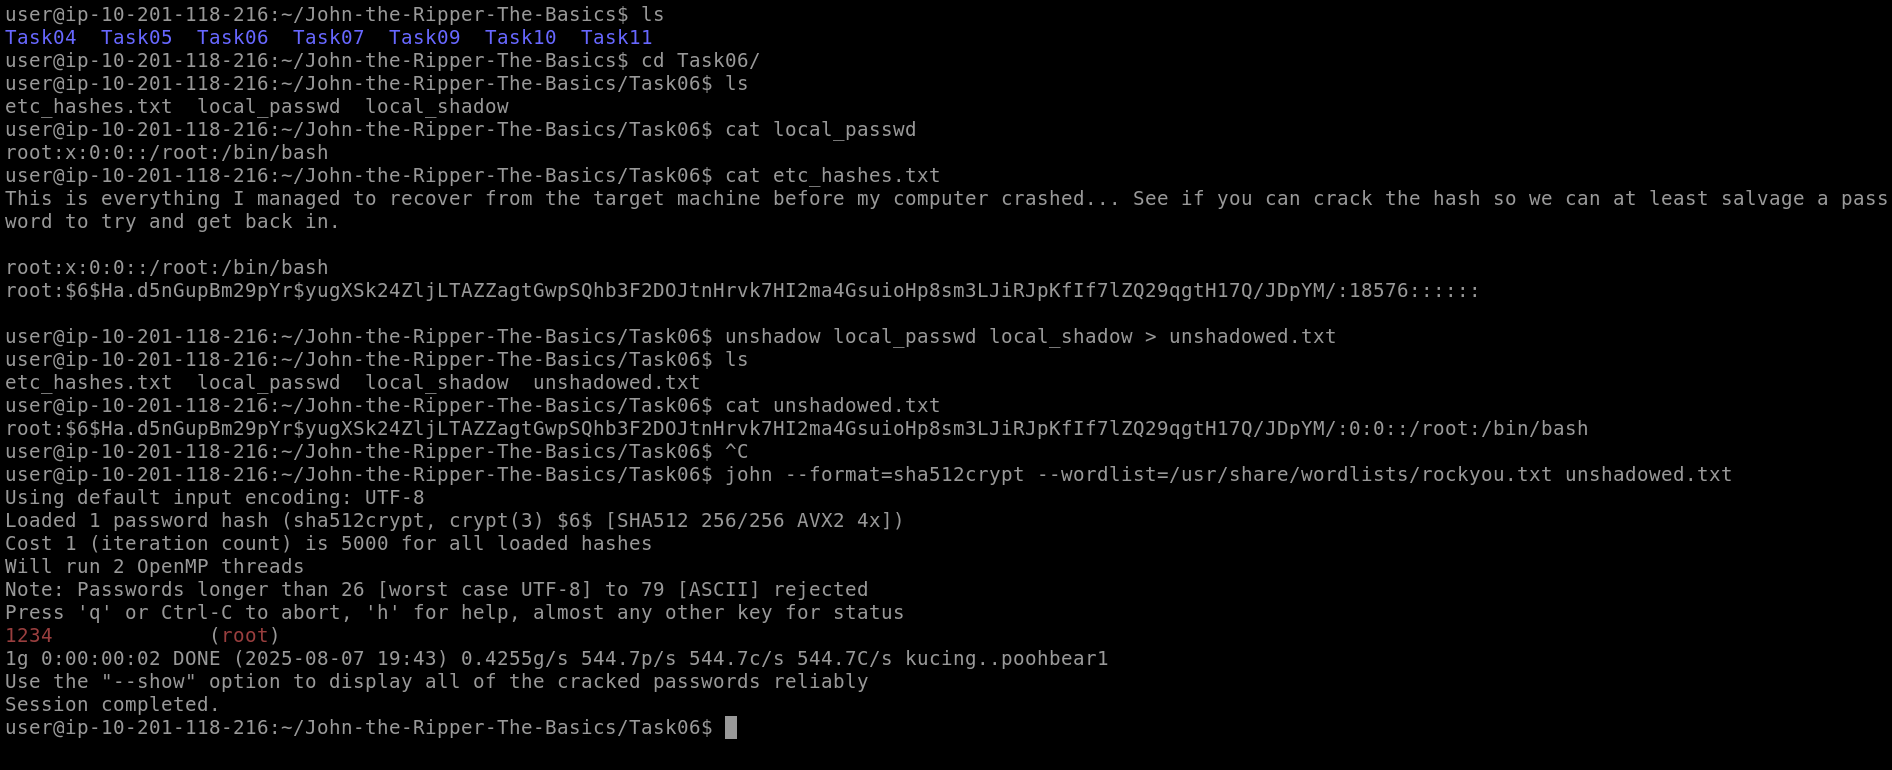 user@ip-10-201-118-216:~/John-the-Ripper-The-Basics$ ls
Task04  Task05  Task06  Task07  Task09  Task10  Task11
user@ip-10-201-118-216:~/John-the-Ripper-The-Basics$ cd Task06/
user@ip-10-201-118-216:~/John-the-Ripper-The-Basics/Task06$ ls
etc_hashes.txt  local_passwd  local_shadow
user@ip-10-201-118-216:~/John-the-Ripper-The-Basics/Task06$ cat local_passwd
root:x:0:0::/root:/bin/bash
user@ip-10-201-118-216:~/John-the-Ripper-The-Basics/Task06$ cat etc_hashes.txt
This is everything I managed to recover from the target machine before my computer crashed... See if you can crack the hash so we can at least salvage a pass
word to try and get back in.

root:x:0:0::/root:/bin/bash
root:$6$Ha.d5nGupBm29pYr$yugXSk24ZljLTAZZagtGwpSQhb3F2DOJtnHrvk7HI2ma4GsuioHp8sm3LJiRJpKfIf7lZQ29qgtH17Q/JDpYM/:18576::::::

user@ip-10-201-118-216:~/John-the-Ripper-The-Basics/Task06$ unshadow local_passwd local_shadow > unshadowed.txt
user@ip-10-201-118-216:~/John-the-Ripper-The-Basics/Task06$ ls
etc_hashes.txt  local_passwd  local_shadow  unshadowed.txt
user@ip-10-201-118-216:~/John-the-Ripper-The-Basics/Task06$ cat unshadowed.txt
root:$6$Ha.d5nGupBm29pYr$yugXSk24ZljLTAZZagtGwpSQhb3F2DOJtnHrvk7HI2ma4GsuioHp8sm3LJiRJpKfIf7lZQ29qgtH17Q/JDpYM/:0:0::/root:/bin/bash
user@ip-10-201-118-216:~/John-the-Ripper-The-Basics/Task06$ ^C
user@ip-10-201-118-216:~/John-the-Ripper-The-Basics/Task06$ john --format=sha512crypt --wordlist=/usr/share/wordlists/rockyou.txt unshadowed.txt
Using default input encoding: UTF-8
Loaded 1 password hash (sha512crypt, crypt(3) $6$ [SHA512 256/256 AVX2 4x])
Cost 1 (iteration count) is 5000 for all loaded hashes
Will run 2 OpenMP threads
Note: Passwords longer than 26 [worst case UTF-8] to 79 [ASCII] rejected
Press 'q' or Ctrl-C to abort, 'h' for help, almost any other key for status
1234             (root)
1g 0:00:00:02 DONE (2025-08-07 19:43) 0.4255g/s 544.7p/s 544.7c/s 544.7C/s kucing..poohbear1
Use the "--show" option to display all of the cracked passwords reliably
Session completed.
user@ip-10-201-118-216:~/John-the-Ripper-The-Basics/Task06$